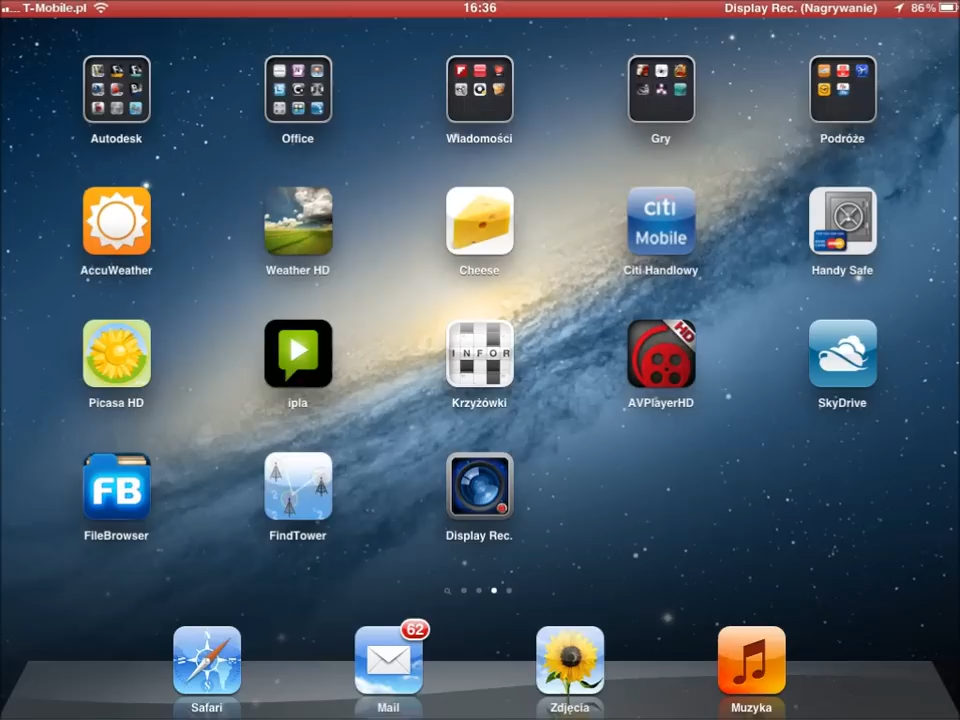 T-Mobile.pl 16:36 Display Rec. (Nagrywanie) 86%
Autodesk Office Wiadomości Gry Podróże
citi
Mobile
AccuWeather Weather HD Cheese Citi Handlowy Handy Safe
HD
INFOR
Picasa HD ipla Krzyżówki AVPlayerHD SkyDrive
FB
FileBrowser FindTower Display Rec.
62
Safari Mail Zdjęcia Muzyka